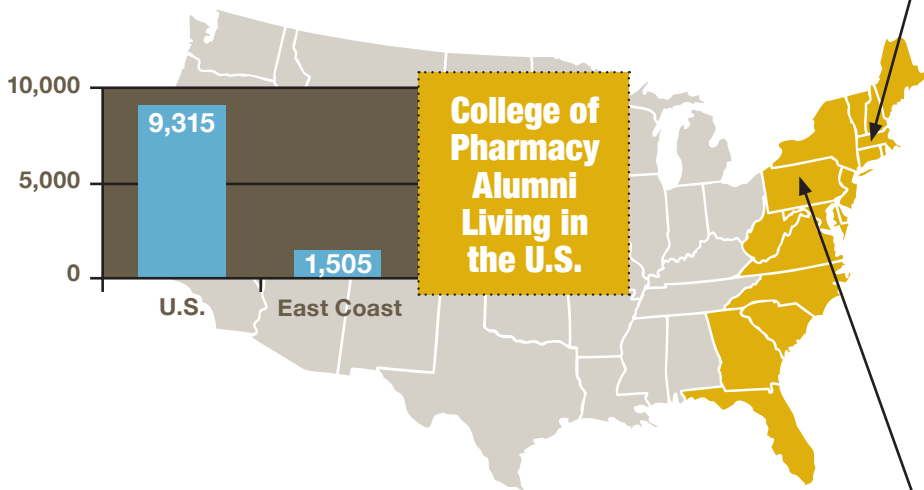 10,000
9,315
5,000
1,505
0
U.S.
East Coast
College of
Pharmacy
Alumni
Living in
the U.S.